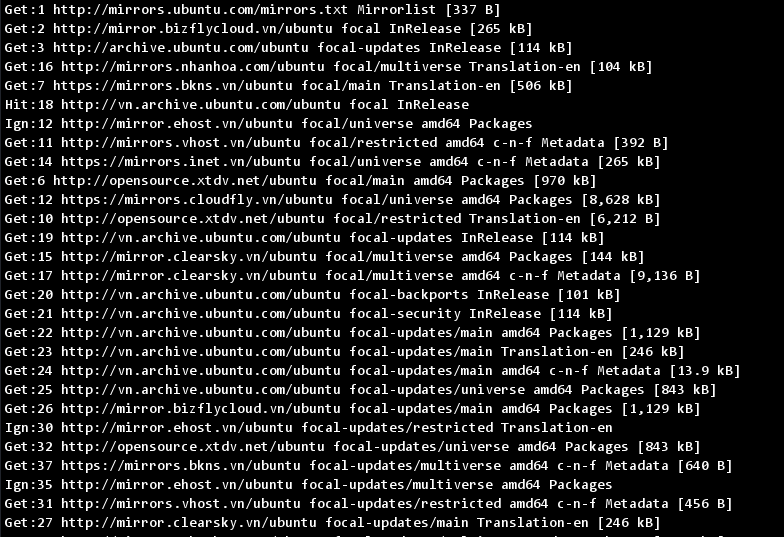 Get:1 http://mirrors.ubuntu.com/mirrors.txt Mirrorlist [337 B]
Get:2 http://mirror.bizflycloud.vn/ubuntu focal InRelease [265 kB]
Get:3 http://archive.ubuntu.com/ubuntu focal-updates InRelease [114 kB]
Get:16 http://mirrors.nhanhoa.com/ubuntu focal/multiverse Translation-en [104 kB]
Get:7 https://mirrors.bkns.vn/ubuntu focal/main Translation-en [506 kB]
Hit:18 http://vn.archive.ubuntu.com/ubuntu focal InRelease
Ign:12 http://mirror.ehost.vn/ubuntu focal/universe amd64 Packages
Get:11 http://mirrors.vhost.vn/ubuntu focal/restricted amd64 c-n-f Metadata [392 B]
Get:14 https://mirrors.inet.vn/ubuntu focal/universe amd64 c-n-f Metadata [265 kB]
Get:6 http://opensource.xtdv.net/ubuntu focal/main amd64 Packages [970 kB]
Get:12 https://mirrors.cloudfly.vn/ubuntu focal/universe amd64 Packages [8,628 kB]
Get:10 http://opensource.xtdv.net/ubuntu focal/restricted Translation-en [6,212 B]
Get:19 http://vn.archive.ubuntu.com/ubuntu focal-updates InRelease [114 kB]
Get:15 http://mirror.clearsky.vn/ubuntu focal/multiverse amd64 Packages [144 kB]
Get:17 http://mirror.clearsky.vn/ubuntu focal/multiverse amd64 c-n-f Metadata [9,136 B]
Get:20 http://vn.archive.ubuntu.com/ubuntu focal-backports InRelease [101 kB]
Get:21 http://vn.archive.ubuntu.com/ubuntu focal-security InRelease [114 kB]
Get:22 http://vn.archive.ubuntu.com/ubuntu focal-updates/main amd64 Packages [1,129 kB]
Get:23 http://vn.archive.ubuntu.com/ubuntu focal-updates/main Translation-en [246 kB]
Get:24 http://vn.archive.ubuntu.com/ubuntu focal-updates/main amd64 c-n-f Metadata [13.9 kB]
Get:25 http://vn.archive.ubuntu.com/ubuntu focal-updates/universe amd64 Packages [843 kB]
Get:26 http://mirror.bizflycloud.vn/ubuntu focal-updates/main amd64 Packages [1,129 kB]
Ign:30 http://mirror.ehost.vn/ubuntu focal-updates/restricted Translation-en
Get:32 http://opensource.xtdv.net/ubuntu focal-updates/universe amd64 Packages [843 kB]
Get:37 https://mirrors.bkns.vn/ubuntu focal-updates/multiverse amd64 c-n-f Metadata [640 B]
Ign:35 http://mirror.ehost.vn/ubuntu focal-updates/multiverse amd64 Packages
Get:31 http://mirrors.vhost.vn/ubuntu focal-updates/restricted amd64 c-n-f Metadata [456 B]
Get:27 http://mirror.clearsky.vn/ubuntu focal-updates/main Translation-en [246 kB]